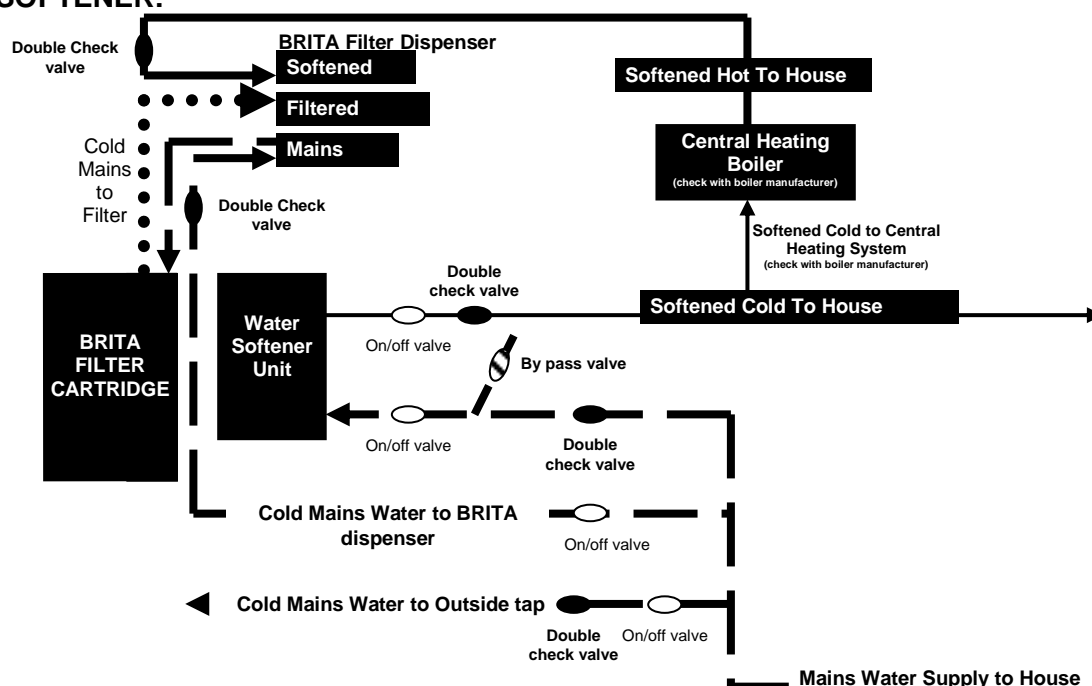 SOFTENER:
Double Check
valve
BRITA Filter Dispenser
Softened
Filtered
Mains
Softened Hot To House
Central Heating
Boiler
(check with boiler manufacturer)
Cold
Mains
to
Filter
Double Check
valve
Softened Cold to Central
Heating System
(check with boiler manufacturer)
Double
check valve
Softened Cold To House
BRITA
FILTER
CARTRIDGE
Water
Softener
Unit
On/off valve
By pass valve
On/off valve
Double
check valve
Cold Mains Water to BRITA
dispenser
On/off valve
Cold Mains Water to Outside tap
Double
check valve
On/off valve
Mains Water Supply to House